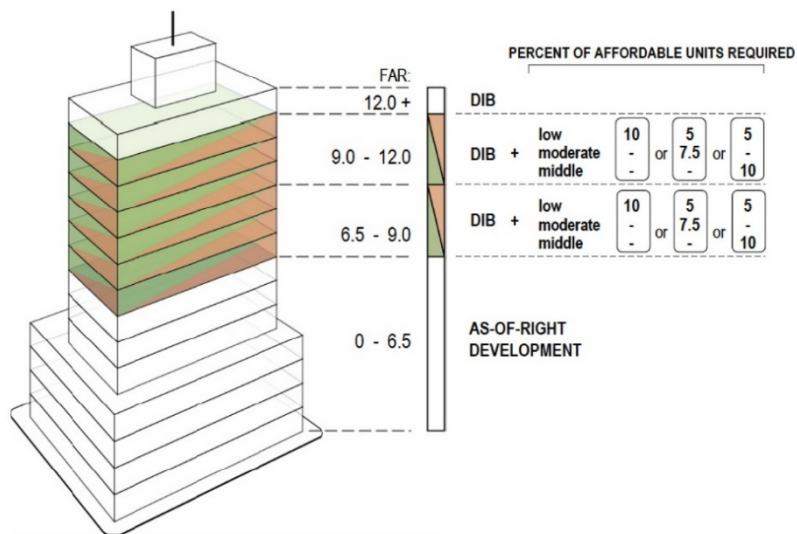 PERCENT OF AFFORDABLE UNITS REQUIRED
FAR:
12.0 + DIB
9.0 - 12.0 DIB + low 10 5 5
moderate - or 7.5 or -
middle - - 10
6.5 - 9.0 DIB + low 10 5 5
moderate - or 7.5 or -
middle - - 10
0 - 6.5 AS-OF-RIGHT
DEVELOPMENT